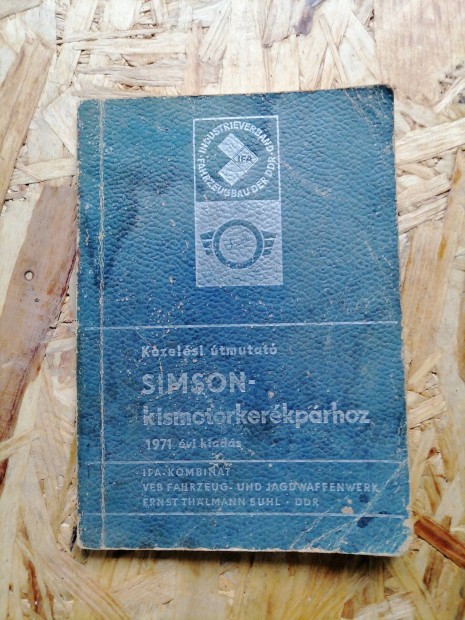 INDUSTRIEVERBAND
FAHRZEUGBAU DER DDR
IFA
Kezelési útmutató
SIMSON-
kismotorkerékpárhoz
1971 évi kiadás
IFA-KOMBINAT
VEB FAHRZEUG- UND JAGDWAFFENWERK
ERNST THÄLMANN SUHL · DDR